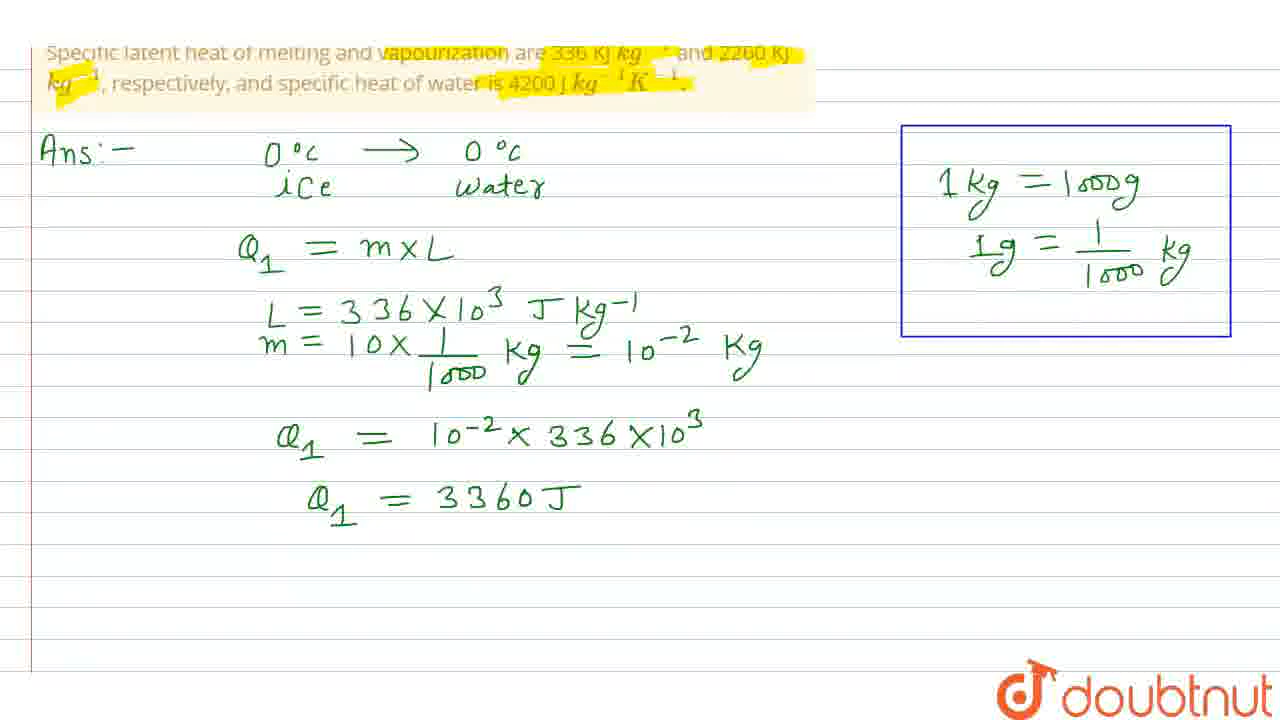 Specific latent heat of melting and vapourization are 336 KJ kg⁻¹ and 2260 KJ
kg⁻¹, respectively, and specific heat of water is 4200 J kg⁻¹K⁻¹.
Ans:- 0°C → 0°C
ice water
Q₁ = m×L
L = 336×10³ J Kg⁻¹
m = 10× 1/1000 Kg = 10⁻² Kg
Q₁ = 10⁻² × 336×10³
Q₁ = 3360 J
1 kg = 1000g
1g = 1/1000 kg
doubtnut